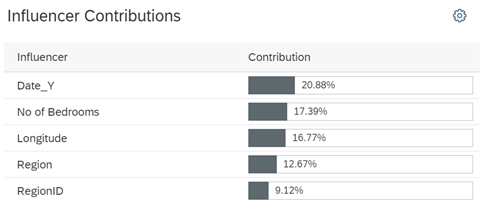 Influencer Contributions
Influencer Contribution
Date_Y 20.88%
No of Bedrooms 17.39%
Longitude 16.77%
Region 12.67%
RegionID 9.12%